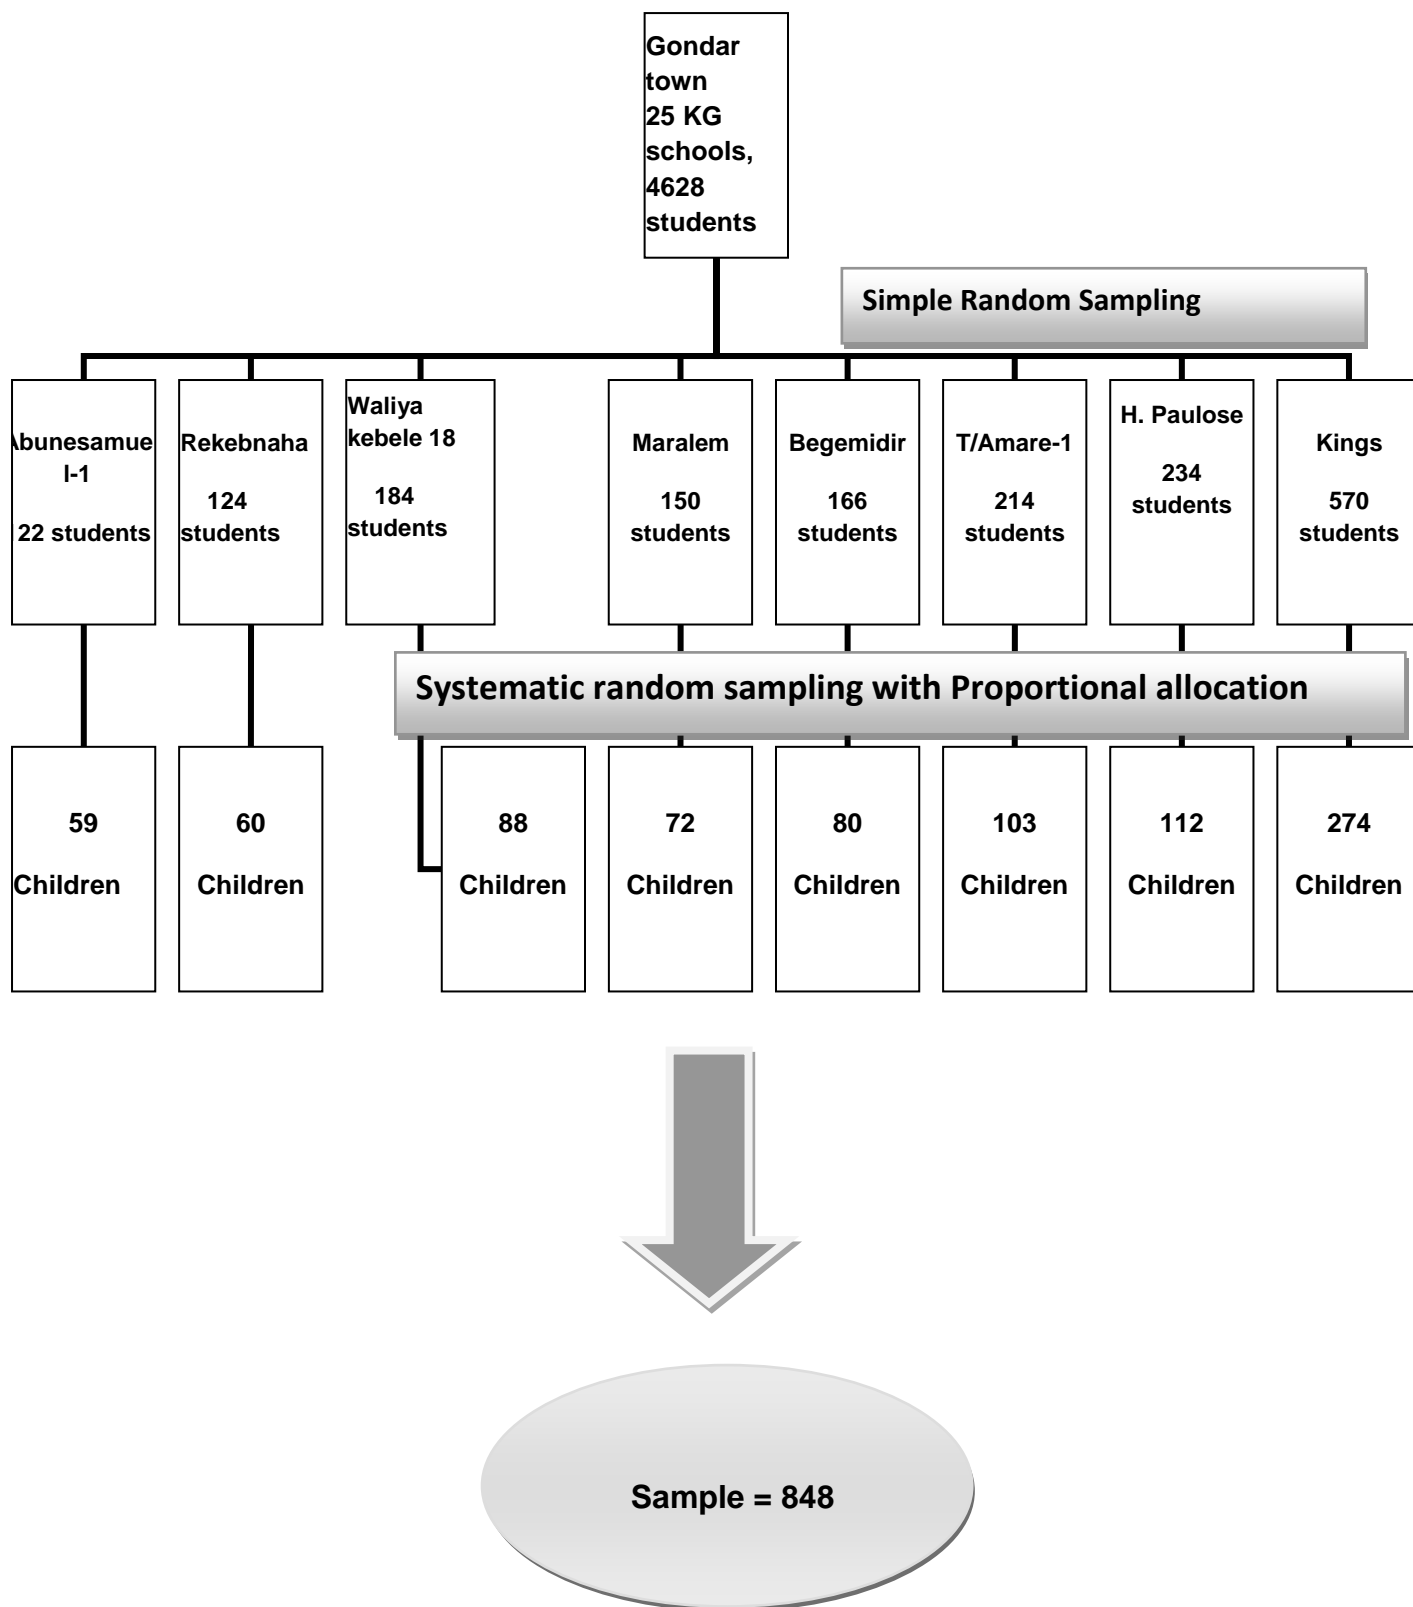 Gondar
town
25 KG
schools,
4628
students
Simple Random Sampling
Abunesamue
l-1
122 students
Rekebnaha
124
students
Waliya
kebele 18
184
students
Maralem
150
students
Begemidir
166
students
T/Amare-1
214
students
H. Paulose
234
students
Kings
570
students
Systematic random sampling with Proportional allocation
59
Children
60
Children
88
Children
72
Children
80
Children
103
Children
112
Children
274
Children
Sample = 848